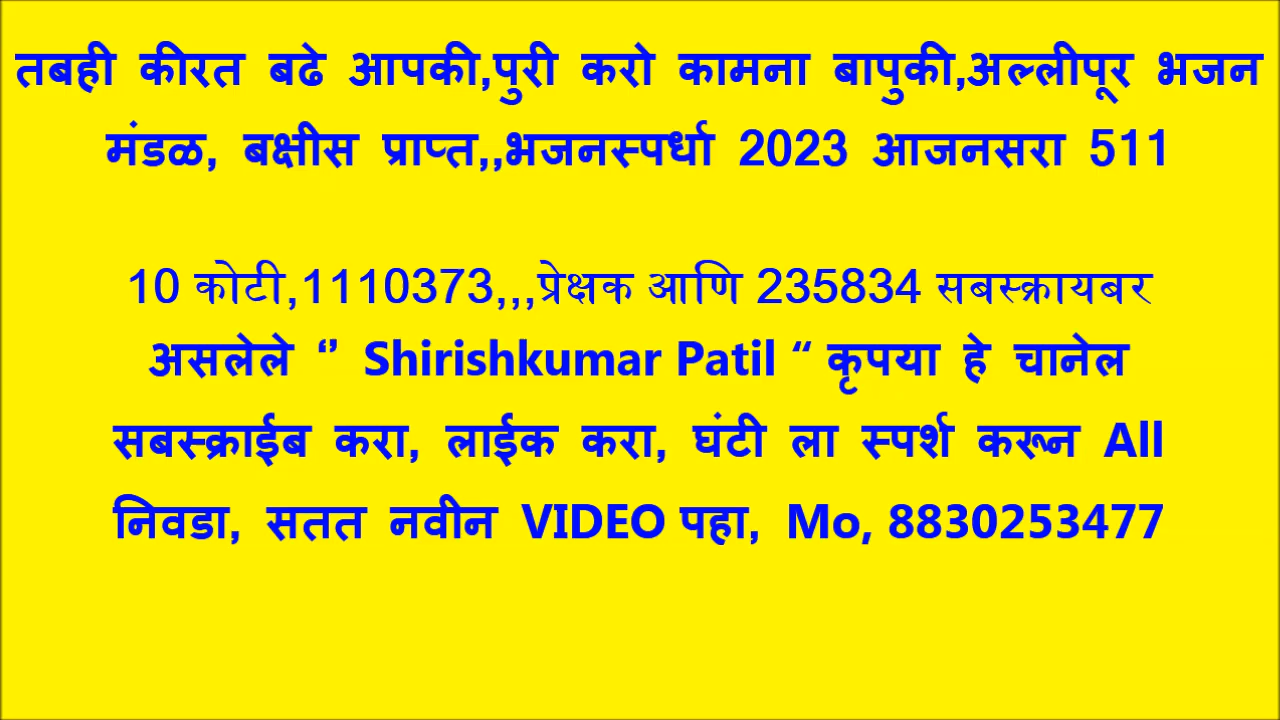 तबही कीरत बढे आपकी,पुरी करो कामना बापुकी,अल्लीपूर भजन
मंडळ, बक्षीस प्राप्त,,भजनस्पर्धा 2023 आजनसरा 511
10 कोटी,1110373,,,प्रेक्षक आणि 235834 सबस्क्रायबर
असलेले ‘’ Shirishkumar Patil “ कृपया हे चानेल
सबस्क्राईब करा, लाईक करा, घंटी ला स्पर्श करून All
निवडा, सतत नवीन VIDEO पहा, Mo, 8830253477